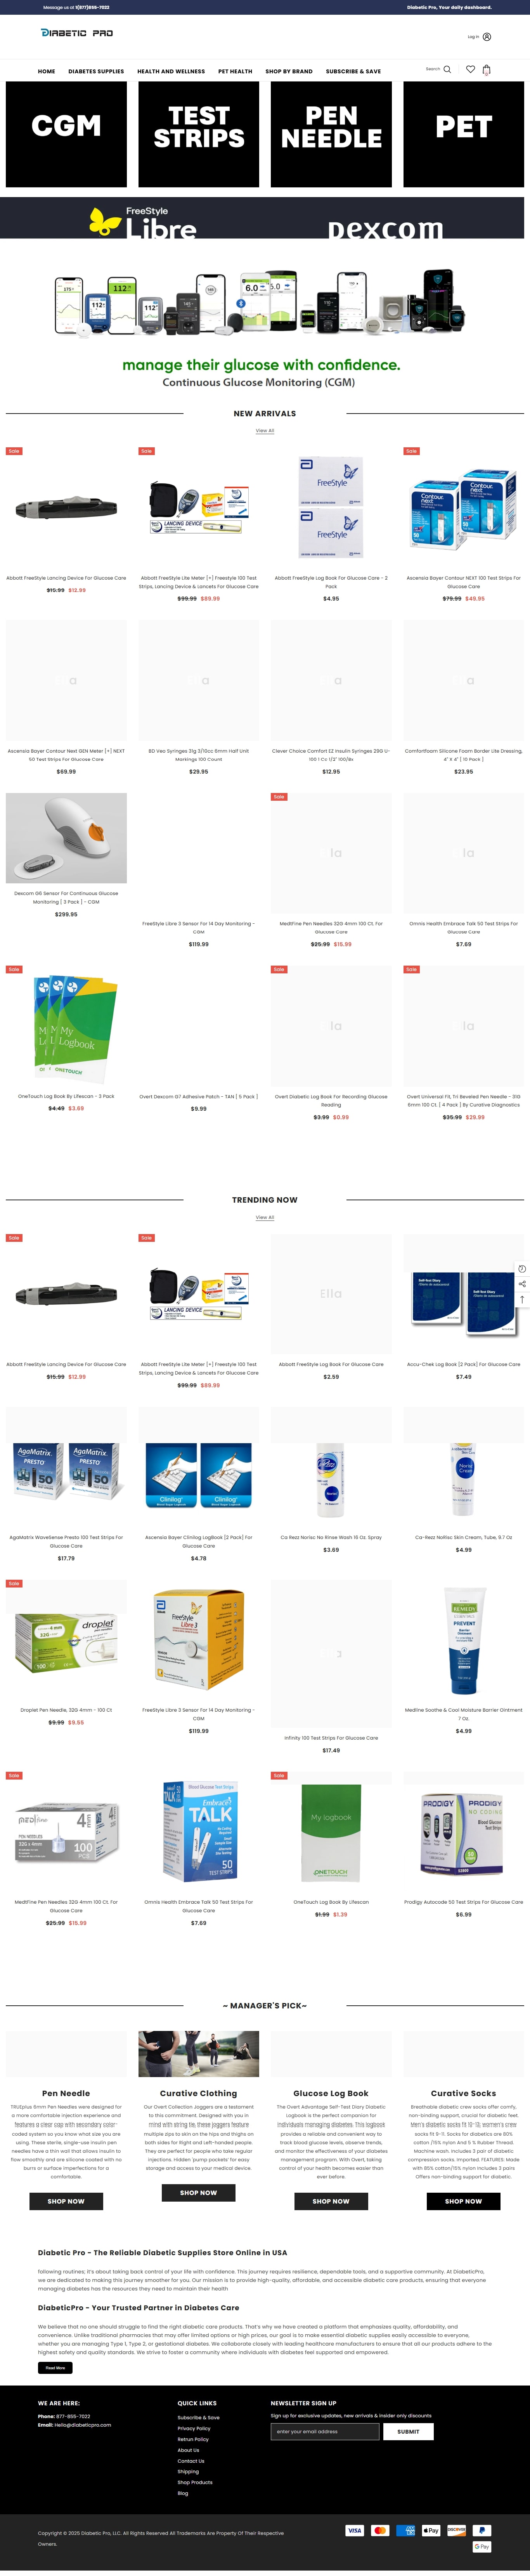 Message us at 1(877)855-7022
Diabetic Pro, Your daily dashboard.
DIABETIC PRO
Log in
HOME
DIABETES SUPPLIES
HEALTH AND WELLNESS
PET HEALTH
SHOP BY BRAND
SUBSCRIBE & SAVE
Search
CGM
TEST
STRIPS
PEN
NEEDLE
PET
FreeStyle
Libre
Dexcom
manage their glucose with confidence.
Continuous Glucose Monitoring (CGM)
NEW ARRIVALS
View All
Sale
Sale
Sale
Abbott FreeStyle Lancing Device For Glucose Care
$15.99 $12.99
Abbott FreeStyle Lite Meter [+] Freestyle 100 Test
Strips, Lancing Device & Lancets For Glucose Care
$99.99 $89.99
Abbott FreeStyle Log Book For Glucose Care - 2
Pack
$4.95
Ascensia Bayer Contour NEXT 100 Test Strips For
Glucose Care
$79.99 $49.95
Ascensia Bayer Contour Next GEN Meter [+] NEXT
50 Test Strips For Glucose Care
$69.99
BD Veo Syringes 31g 3/10cc 6mm Half Unit
Markings 100 Count
$29.95
Clever Choice Comfort EZ Insulin Syringes 29G U-
100 1 Cc 1/2" 100/Bx
$12.95
Comfortfoam Silicone Foam Border Lite Dressing,
4" X 4" [ 10 Pack ]
$23.95
Dexcom G6 Sensor For Continuous Glucose
Monitoring [ 3 Pack ] - CGM
$299.95
FreeStyle Libre 3 Sensor For 14 Day Monitoring -
CGM
$119.99
Sale
MedtFine Pen Needles 32G 4mm 100 Ct. For
Glucose Care
$25.99 $15.99
Omnis Health Embrace Talk 50 Test Strips For
Glucose Care
$7.69
Sale
My
Logbook
ONETOUCH
OneTouch Log Book By Lifescan - 3 Pack
$4.49 $3.69
Overt Dexcom G7 Adhesive Patch - TAN [ 5 Pack ]
$9.99
Sale
Overt Diabetic Log Book For Recording Glucose
Reading
$3.99 $0.99
Sale
Overt Universal Fit, Tri Beveled Pen Needle - 31G
6mm 100 Ct. [ 4 Pack ] By Curative Diagnostics
$35.99 $29.99
TRENDING NOW
View All
Sale
Sale
Ella
Abbott FreeStyle Lancing Device For Glucose Care
$15.99 $12.99
Abbott FreeStyle Lite Meter [+] Freestyle 100 Test
Strips, Lancing Device & Lancets For Glucose Care
$99.99 $89.99
Abbott FreeStyle Log Book For Glucose Care
$2.59
Accu-Chek Log Book [2 Pack] For Glucose Care
$7.49
AgaMatrix WaveSense Presto 100 Test Strips For
Glucose Care
$17.79
Ascensia Bayer Clinilog LogBook [2 Pack] For
Glucose Care
$4.78
Ca Rezz Norisc No Rinse Wash 16 Oz. Spray
$3.69
Ca-Rezz NoRisc Skin Cream, Tube, 9.7 Oz
$4.99
Sale
Droplet Pen Needle, 32G 4mm - 100 Ct
$9.99 $9.65
FreeStyle Libre 3 Sensor For 14 Day Monitoring -
CGM
$119.99
Infinity 100 Test Strips For Glucose Care
$17.49
Medline Soothe & Cool Moisture Barrier Ointment
7 Oz.
$4.99
Sale
MedtFine Pen Needles 32G 4mm 100 Ct. For
Glucose Care
$25.99 $15.99
Omnis Health Embrace Talk 50 Test Strips For
Glucose Care
$7.69
Sale
My logbook
ONETOUCH
OneTouch Log Book By Lifescan
$1.99 $1.39
Prodigy Autocode 50 Test Strips For Glucose Care
$6.99
~ MANAGER'S PICK~
Pen Needle
TRUEplus 6mm Pen Needles were designed for
a more comfortable injection experience and
features a clear cap with secondary color-
coded system so you know what size you are
using. These sterile, single-use insulin pen
needles have a thin wall that allows insulin to
flow smoothly and are silicone coated with no
burrs or surface imperfections for a
comfortable.
SHOP NOW
Curative Clothing
Our Overt Collection Joggers are a testament
to this commitment. Designed with you in
mind with string tie, these joggers feature
multiple zips to skin on the hips and thighs on
both sides for Right and Left-handed people.
They are perfect for people who take regular
injections. Hidden 'pump pockets' for easy
storage and access to your medical device.
SHOP NOW
Glucose Log Book
The Overt Advantage Self-Test Diary Diabetic
Logbook is the perfect companion for
individuals managing diabetes. This logbook
provides a reliable and convenient way to
track blood glucose levels, observe trends,
and monitor the effectiveness of your diabetes
management program. With Overt, taking
control of your health becomes easier than
ever before.
SHOP NOW
Curative Socks
Breathable diabetic crew socks offer comfy,
non-binding support, crucial for diabetic feet.
Men's diabetic socks fit 10-13, women's crew
socks fit 9-11. Socks for diabetics are 80%
cotton /15% nylon And 5 % Rubber Thread.
Machine wash. Includes 3 pair of diabetic
compression socks. Imported. FEATURES: Made
with 85% cotton/15% nylon Includes 3 pairs
Offers non-binding support for diabetic.
SHOP NOW
Diabetic Pro - The Reliable Diabetic Supplies Store Online in USA
following routines; it's about taking back control of your life with confidence. This journey requires resilience, dependable tools, and a supportive community. At DiabeticPro,
we are dedicated to making this journey smoother for you. Our mission is to provide high-quality, affordable, and accessible diabetic care products, ensuring that everyone
managing diabetes has the resources they need to maintain their health
DiabeticPro - Your Trusted Partner in Diabetes Care
We believe that no one should struggle to find the right diabetic care products. That's why we have created a platform that emphasizes quality, affordability, and
convenience. Unlike traditional pharmacies that may offer limited options or high prices, our goal is to make essential diabetic supplies easily accessible to everyone,
whether you are managing Type 1, Type 2, or gestational diabetes. We collaborate closely with leading healthcare manufacturers to ensure that all our products adhere to the
highest safety and quality standards. We strive to foster a community where individuals with diabetes feel supported and empowered.
Read More
WE ARE HERE:
Phone: 877-855-7022
Email: Hello@diabeticpro.com
QUICK LINKS
Subscribe & Save
Privacy Policy
Retrun Policy
About Us
Contact Us
Shipping
Shop Products
Blog
NEWSLETTER SIGN UP
Sign up for exclusive updates, new arrivals & insider only discounts
enter your email address
SUBMIT
Copyright © 2025 Diabetic Pro, LLC. All Rights Reserved All Trademarks Are Property Of Their Respective
Owners.
VISA
Apple Pay
DISCOVER
G Pay